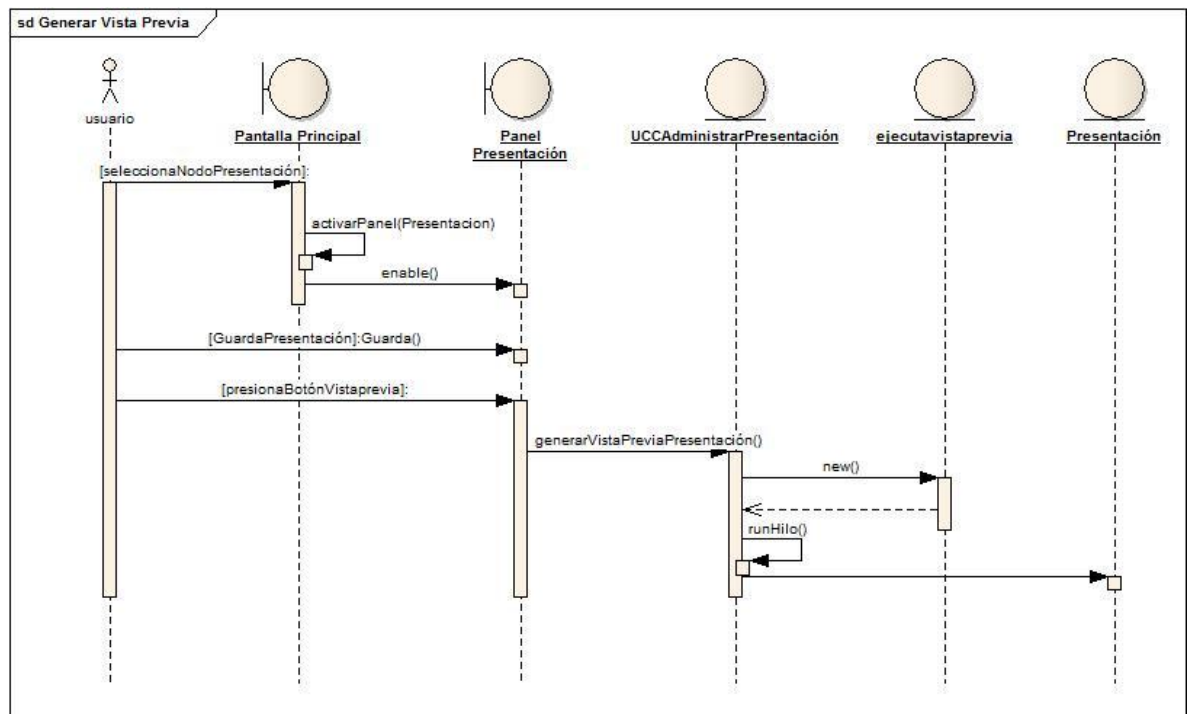 sd Generar Vista Previa
usuario
Pantalla Principal
Panel
Presentación
UCCAdministrarPresentación
ejecutavistaprevia
Presentación
[seleccionaNodoPresentación]:
activarPanel(Presentacion)
enable()
[GuardaPresentación]:Guarda()
[presionaBotónVistaprevia]:
generarVistaPreviaPresentación()
new()
runHilo()